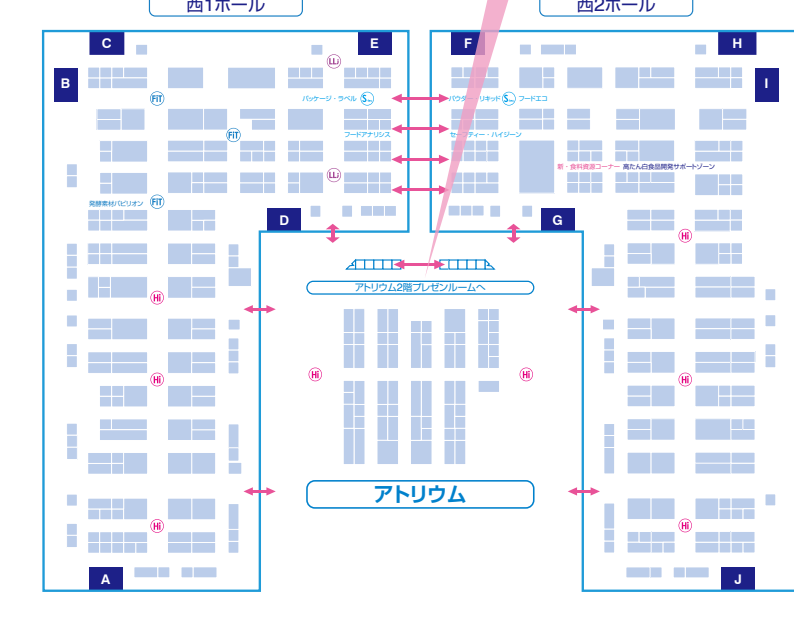 西1ホール
西2ホール
C
E
F
H
B
I
LLi
FiT
パッケージ・ラベル
S
パウダー・リキッド
S
フードエコ
FiT
フードアナリシス
セーフティー・ハイジーン
新・食料資源コーナー 高たん白食品開発サポートゾーン
LLi
発酵素材パビリオン
FiT
D
G
Hi
アトリウム2階プレゼンルームへ
Hi
Hi
Hi
Hi
Hi
アトリウム
Hi
Hi
A
J